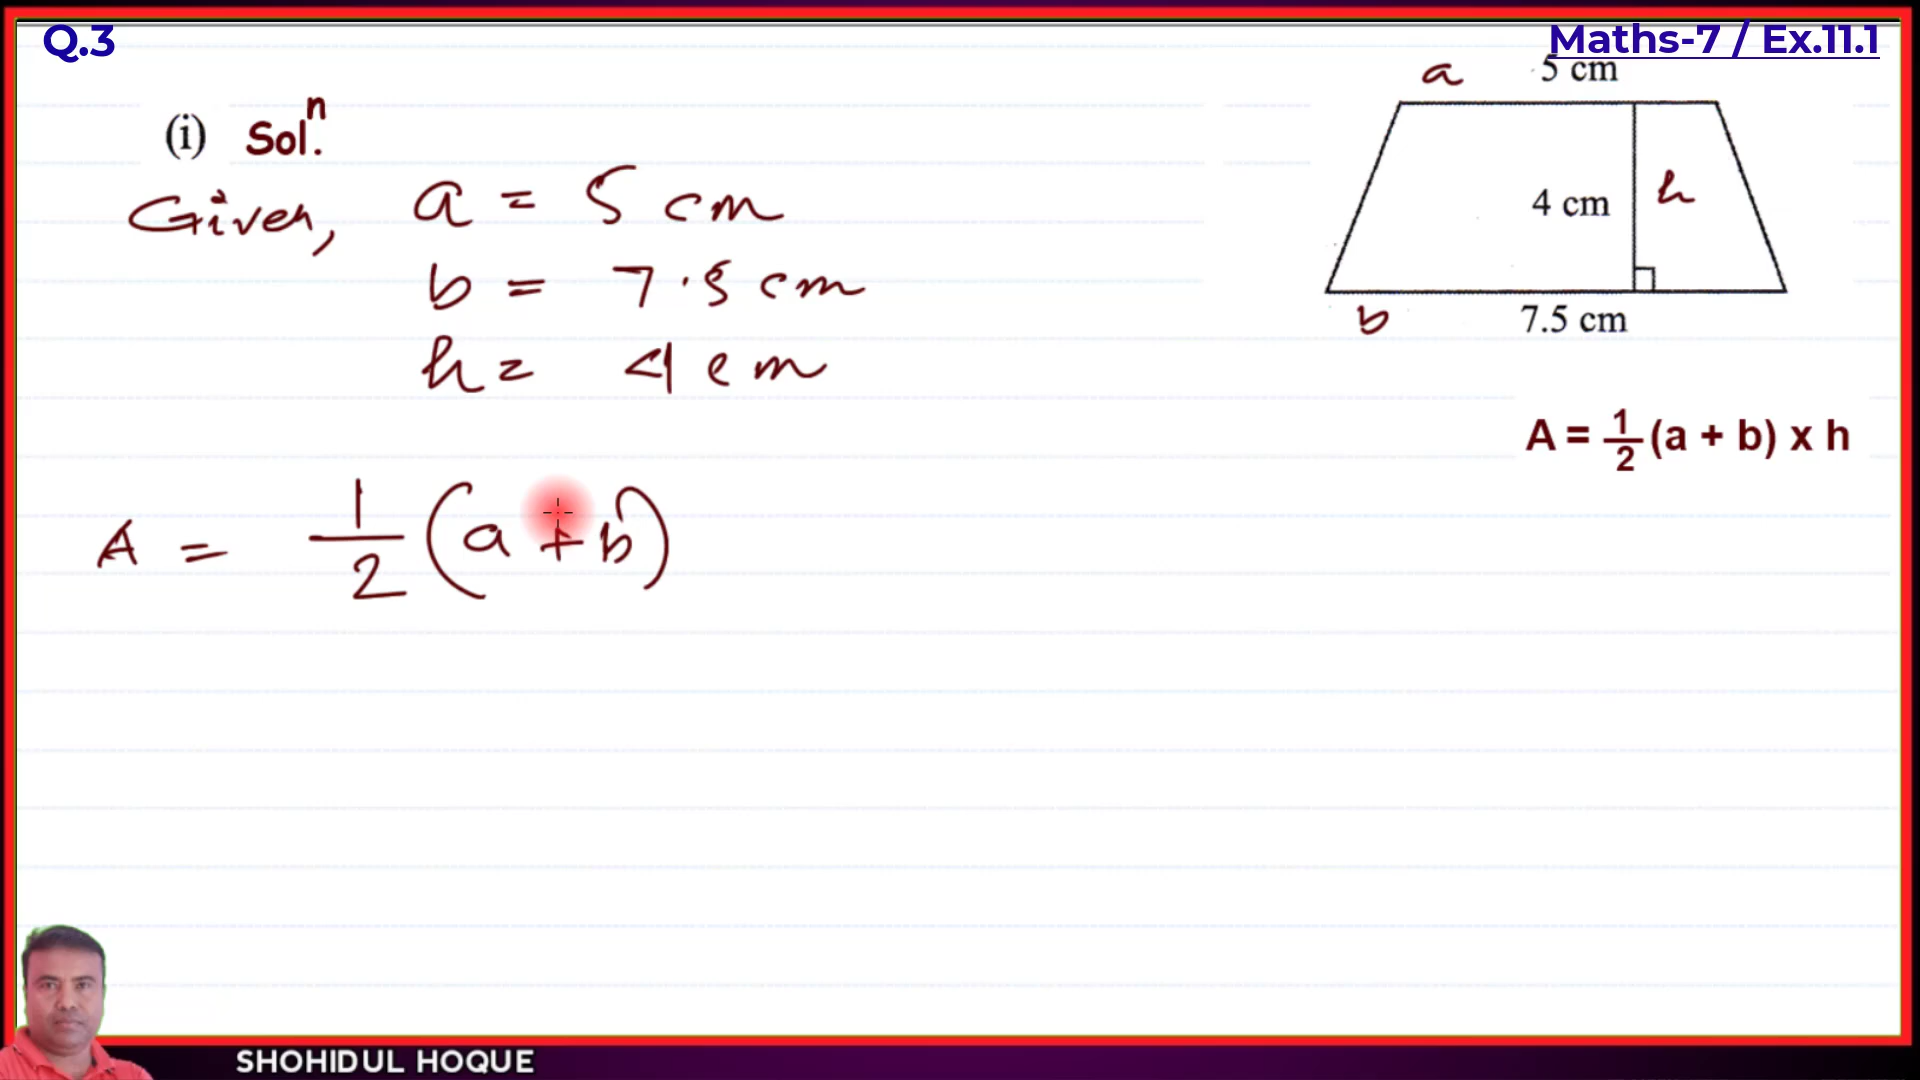 Q.3
Maths-7 / Ex.11.1
(i) Solⁿ.
Given, a = 5 cm
b = 7.5 cm
h = 4 cm
a 5 cm
4 cm h
b 7.5 cm
A = 1/2 (a + b) x h
A = 1/2 (a + b)
SHOHIDUL HOQUE